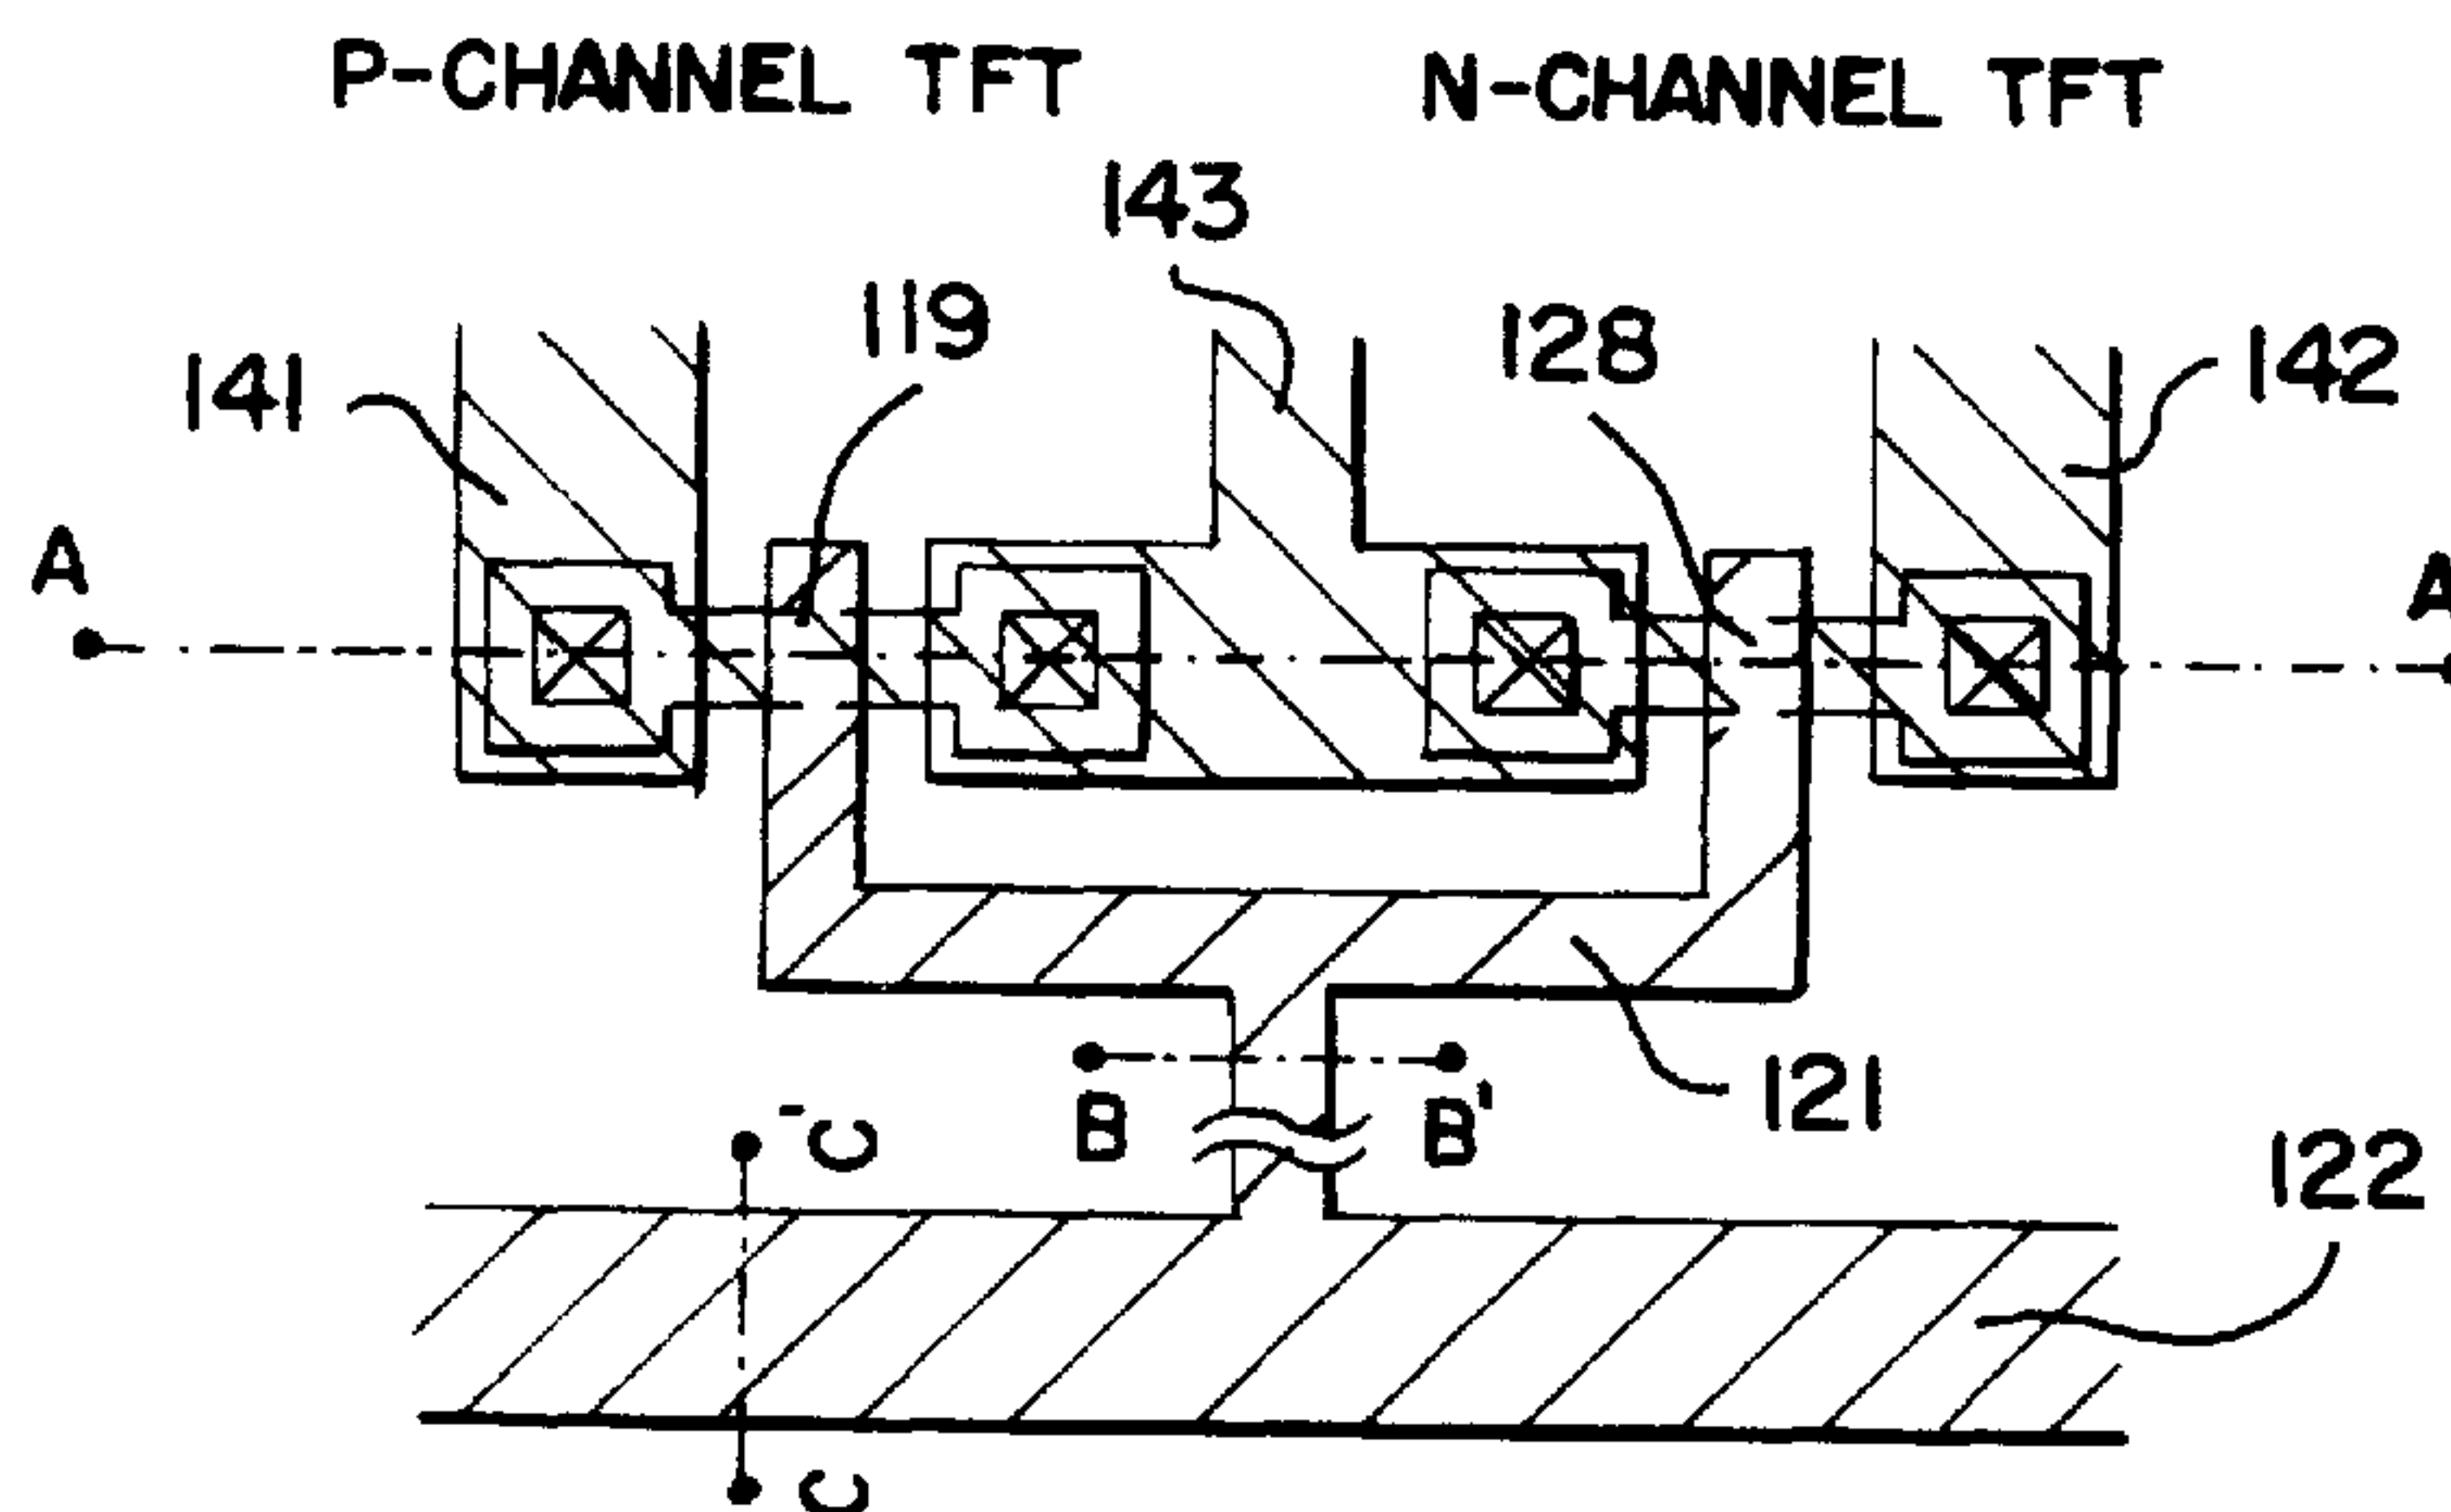 P-CHANNEL TFT
N-CHANNEL TFT
143
119
128
141
142
A
A
121
B
B'
C'
122
C